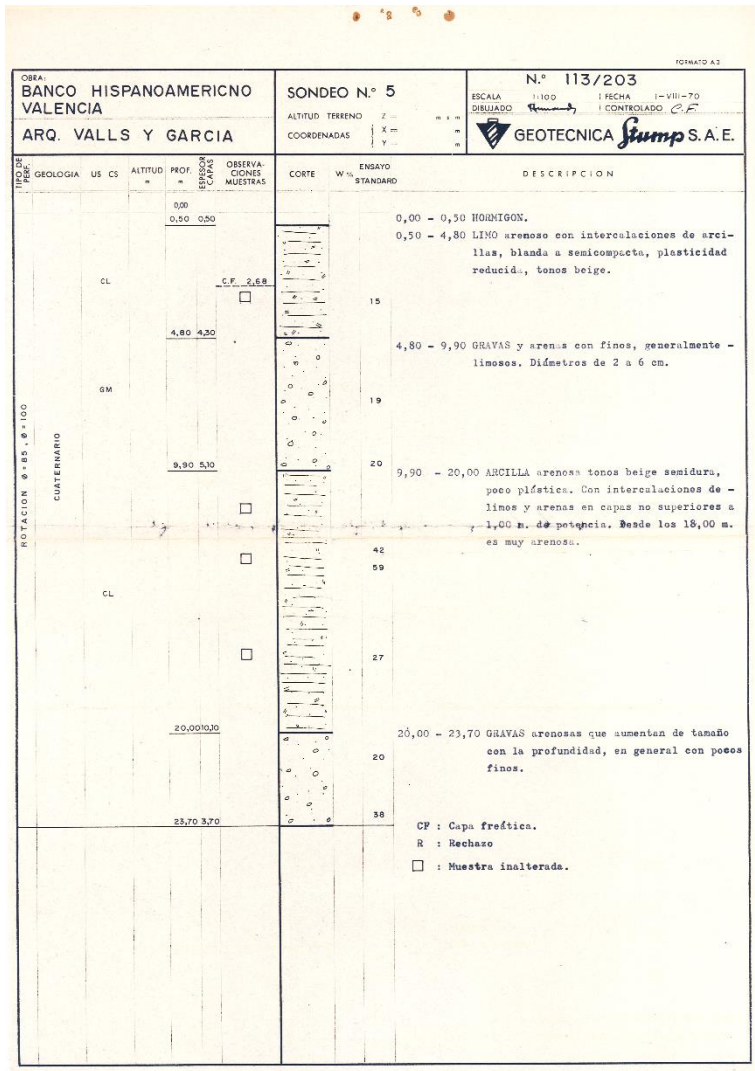 FORMATO A3
OBRA:
BANCO HISPANOAMERICNO
VALENCIA
ARQ. VALLS Y GARCIA
SONDEO N.º 5
ALTITUD TERRENO Z = m s m
COORDENADAS X = m
Y = m
N.º 113/203
ESCALA 1:100 FECHA 1-VIII-70
DIBUJADO CONTROLADO C.F.
GEOTECNICA Stump S.A.E.
TIPO DE PERF. GEOLOGIA US CS ALTITUD m PROF. m ESPESOR CAPAS OBSERVA-CIONES MUESTRAS CORTE W % ENSAYO STANDARD DESCRIPCION
0,00
0,50 0,50
0,00 - 0,50 HORMIGON.
0,50 - 4,80 LIMO arenoso con intercalaciones de arci-
llas, blanda a semicompacta, plasticidad
reducida, tonos beige.
CL
C.F. 2,68
15
4,80 4,30
4,80 - 9,90 GRAVAS y arenas con finos, generalmente -
limosos. Diámetros de 2 a 6 cm.
GM
19
ROTACION Ø=85, Ø=100
CUATERNARIO
9,90 5,10
20
9,90 - 20,00 ARCILLA arenosa tonos beige semidura,
poco plástica. Con intercalaciones de -
limos y arenas en capas no superiores a
1,00 m. de potencia. Desde los 18,00 m.
es muy arenosa.
42
59
CL
27
20,00 10,10
20,00 - 23,70 GRAVAS arenosas que aumentan de tamaño
con la profundidad, en general con pocos
finos.
20
38
23,70 3,70
CF : Capa freática.
R : Rechazo
: Muestra inalterada.